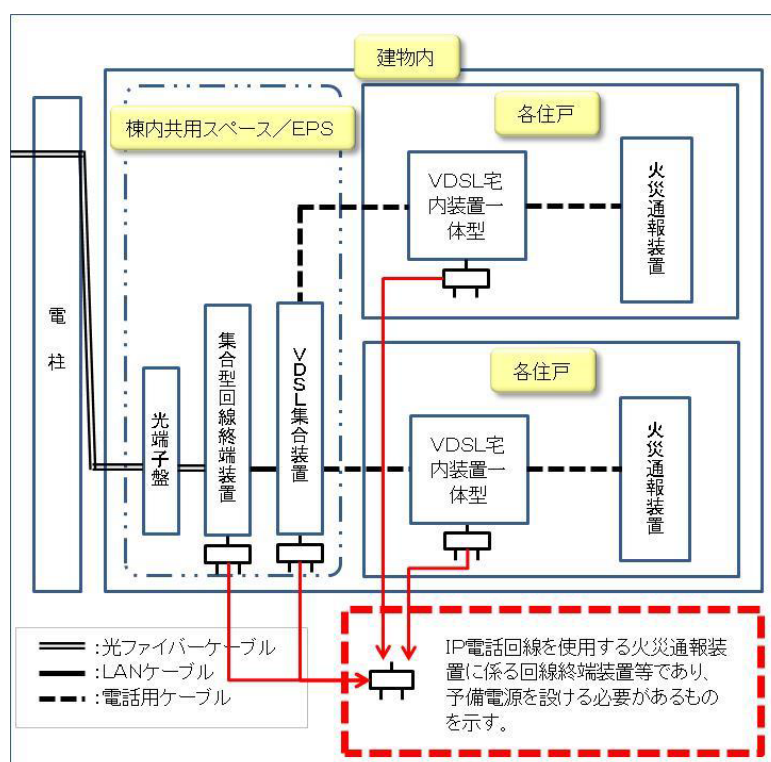 建物内
棟内共用スペース／EPS
各住戸
VDSL宅
内装置一
体型
火災通報装置
電柱
光端子盤
集合型回線終端装置
VDSL集合装置
各住戸
VDSL宅
内装置一
体型
火災通報装置
:光ファイバーケーブル
:LANケーブル
:電話用ケーブル
IP電話回線を使用する火災通報装
置に係る回線終端装置等であり、
予備電源を設ける必要があるもの
を示す。